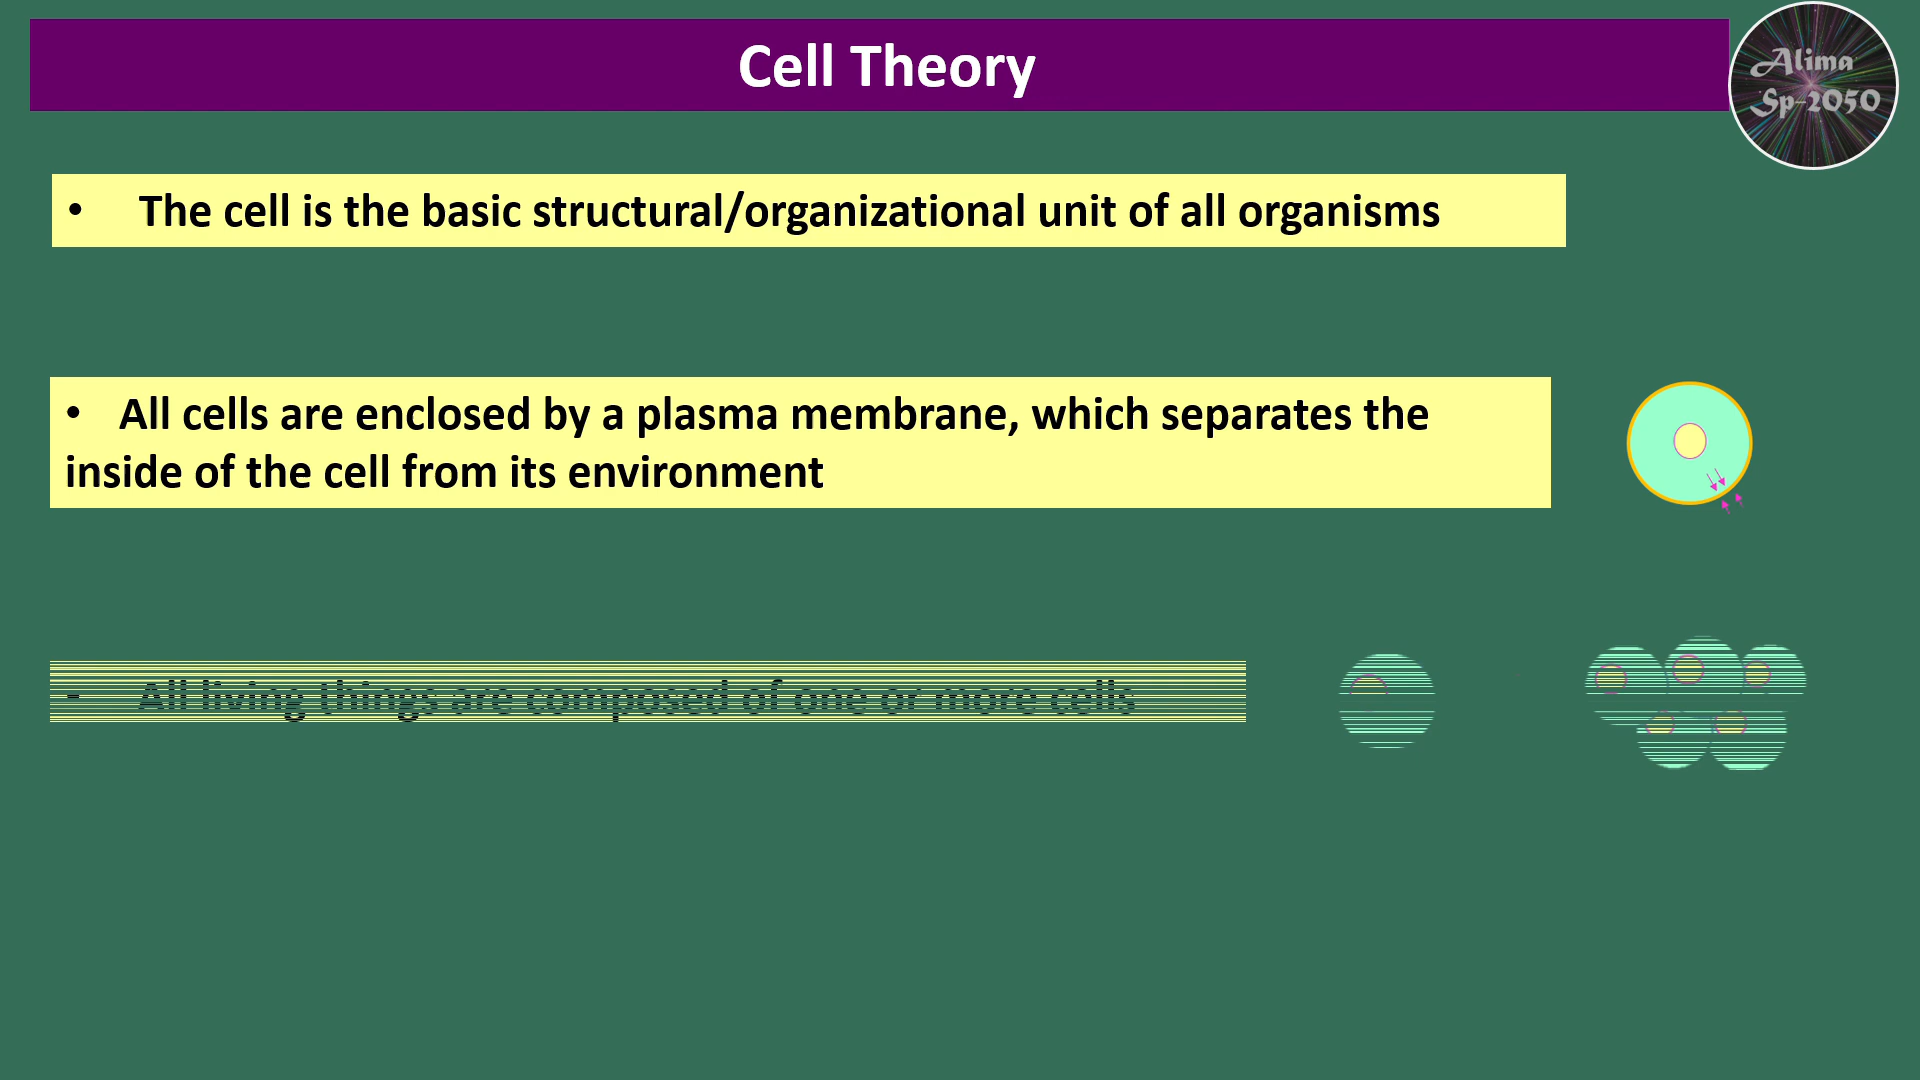 Cell Theory
Alima
Sp-2050
• The cell is the basic structural/organizational unit of all organisms
• All cells are enclosed by a plasma membrane, which separates the
inside of the cell from its environment
• All living things are composed of one or more cells